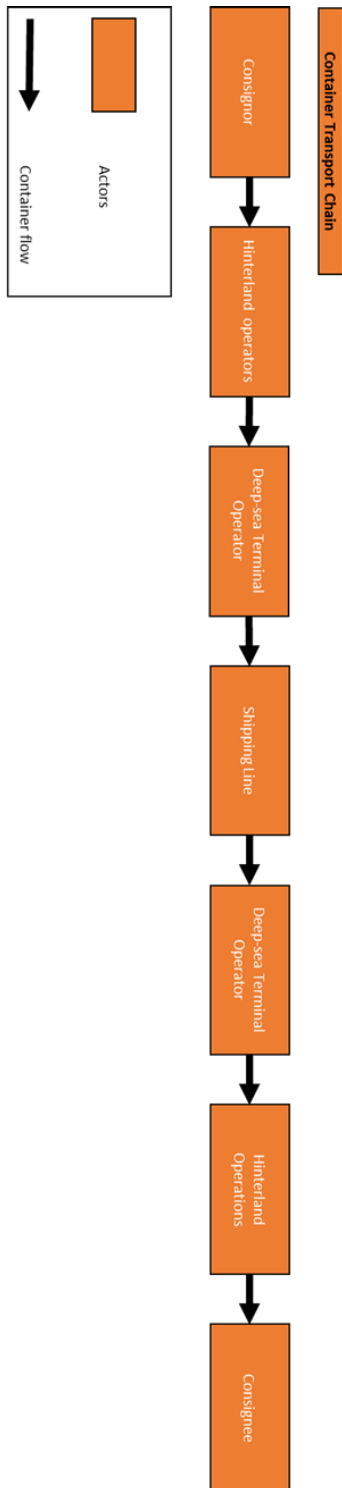 Container Transport Chain
Consignor
Hinterland operators
Deep-sea Terminal
Operator
Shipping Line
Deep-sea Terminal
Operator
Hinterland
Operations
Consignee
Actors
Container flow